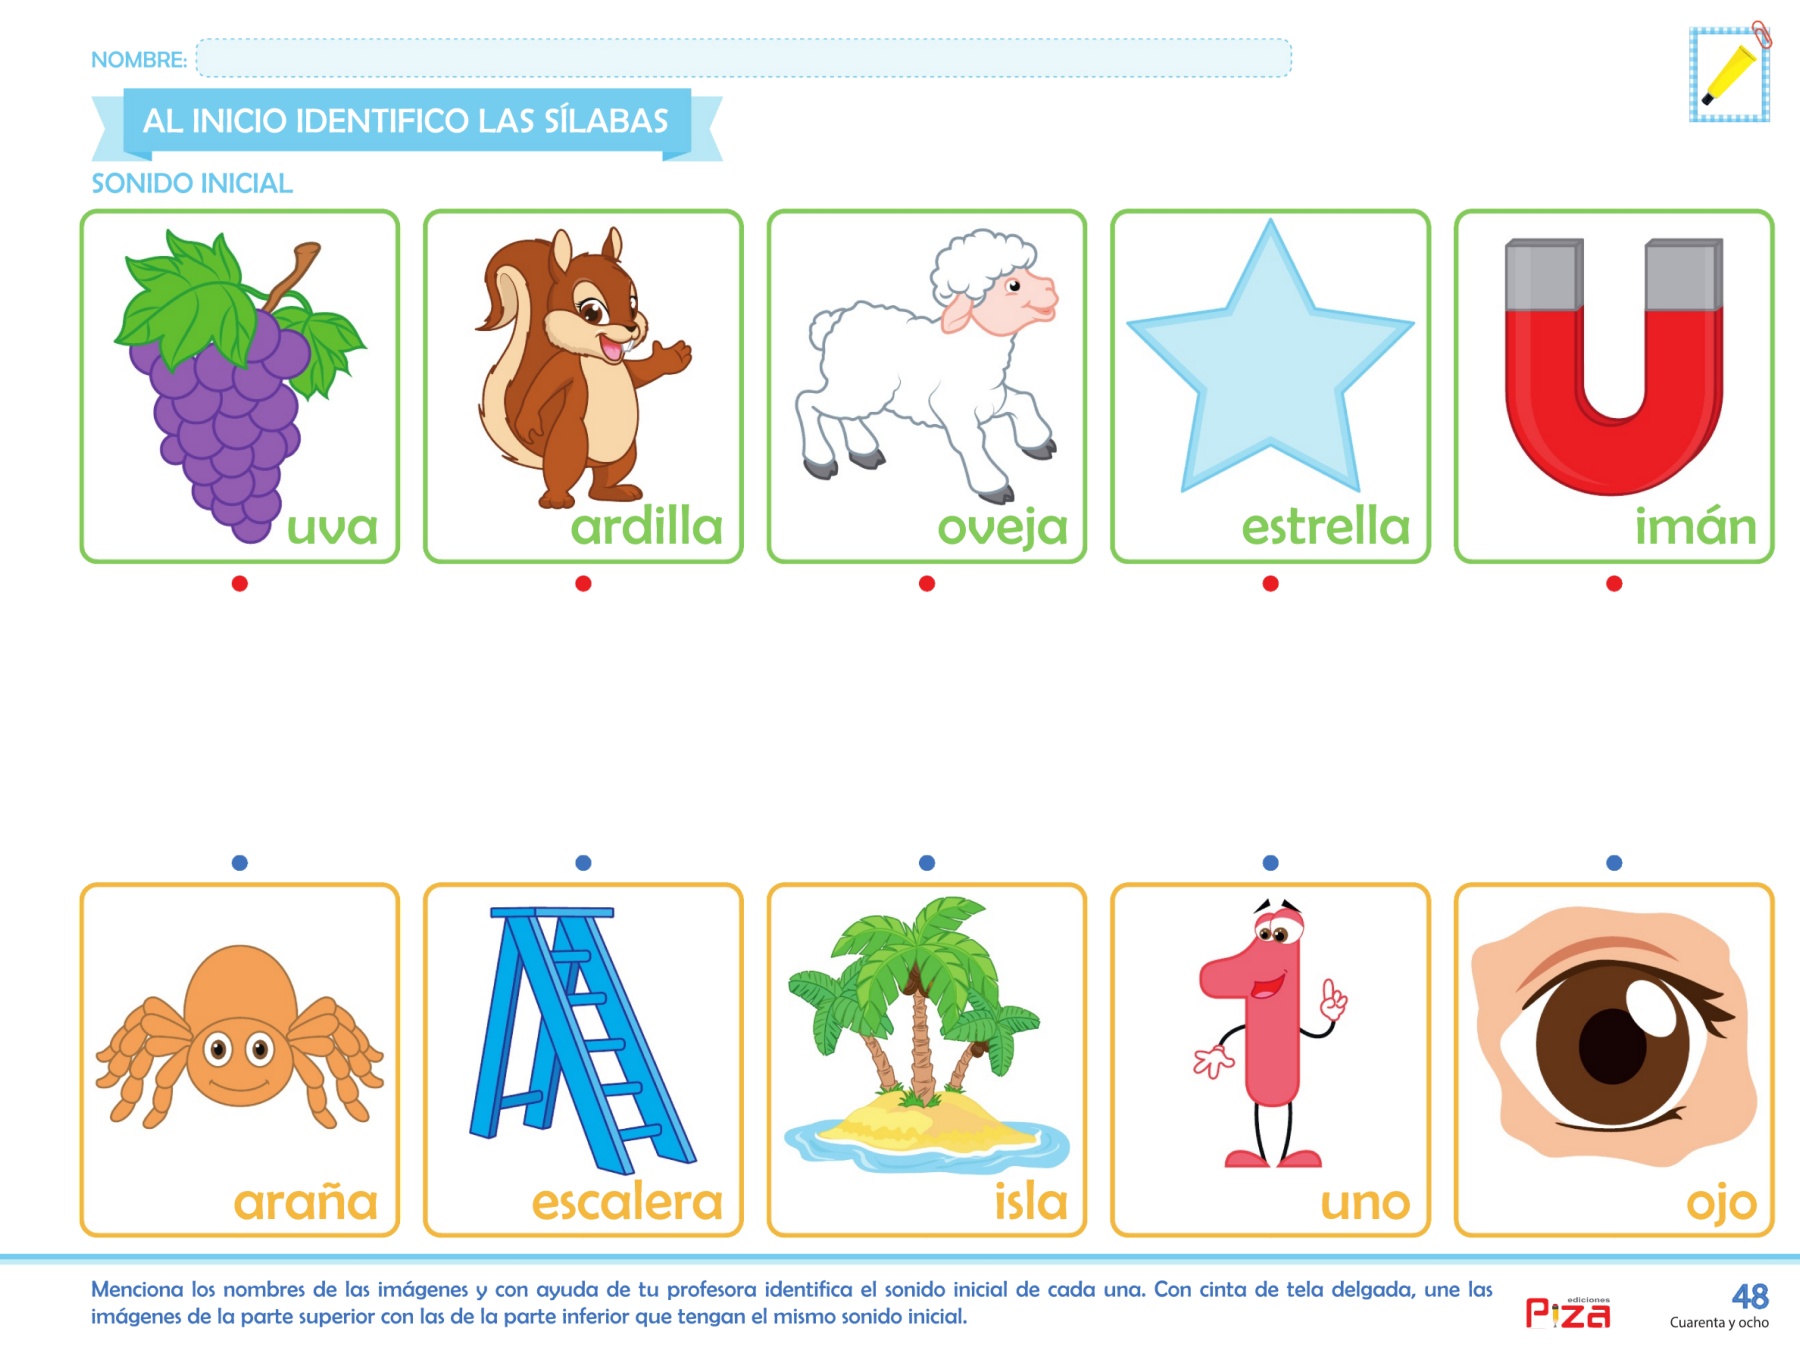 NOMBRE:
AL INICIO IDENTIFICO LAS SÍLABAS
SONIDO INICIAL
uva
ardilla
oveja
estrella
imán
araña
escalera
isla
uno
ojo
Menciona los nombres de las imágenes y con ayuda de tu profesora identifica el sonido inicial de cada una. Con cinta de tela delgada, une las
imágenes de la parte superior con las de la parte inferior que tengan el mismo sonido inicial.
ediciones
Piza
48
Cuarenta y ocho